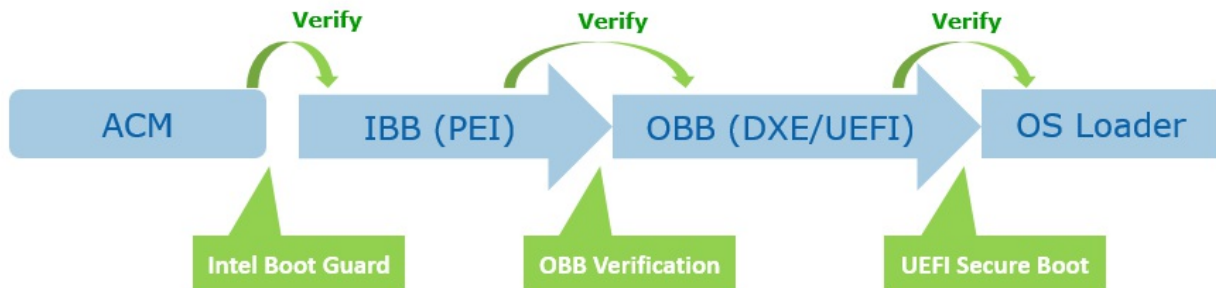 Verify
Verify
Verify
ACM
IBB (PEI)
OBB (DXE/UEFI)
OS Loader
Intel Boot Guard
OBB Verification
UEFI Secure Boot